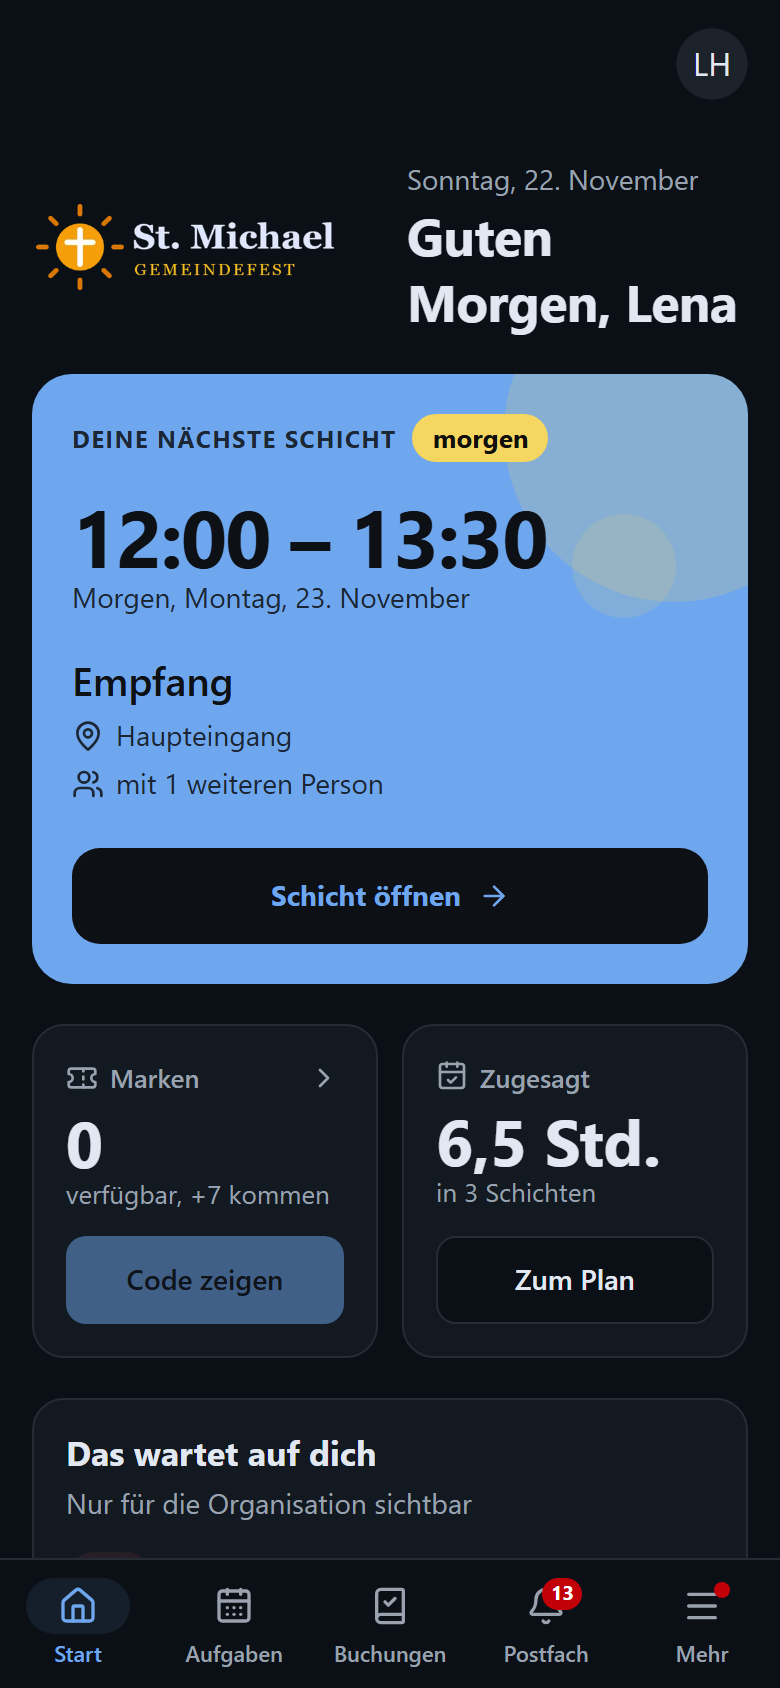 LH
St. Michael
GEMEINDEFEST
Sonntag, 22. November
Guten
Morgen, Lena
DEINE NÄCHSTE SCHICHT morgen
12:00 – 13:30
Morgen, Montag, 23. November
Empfang
Haupteingang
mit 1 weiteren Person
Schicht öffnen
Marken
0
verfügbar, +7 kommen
Code zeigen
Zugesagt
6,5 Std.
in 3 Schichten
Zum Plan
Das wartet auf dich
Nur für die Organisation sichtbar
13
Start Aufgaben Buchungen Postfach Mehr